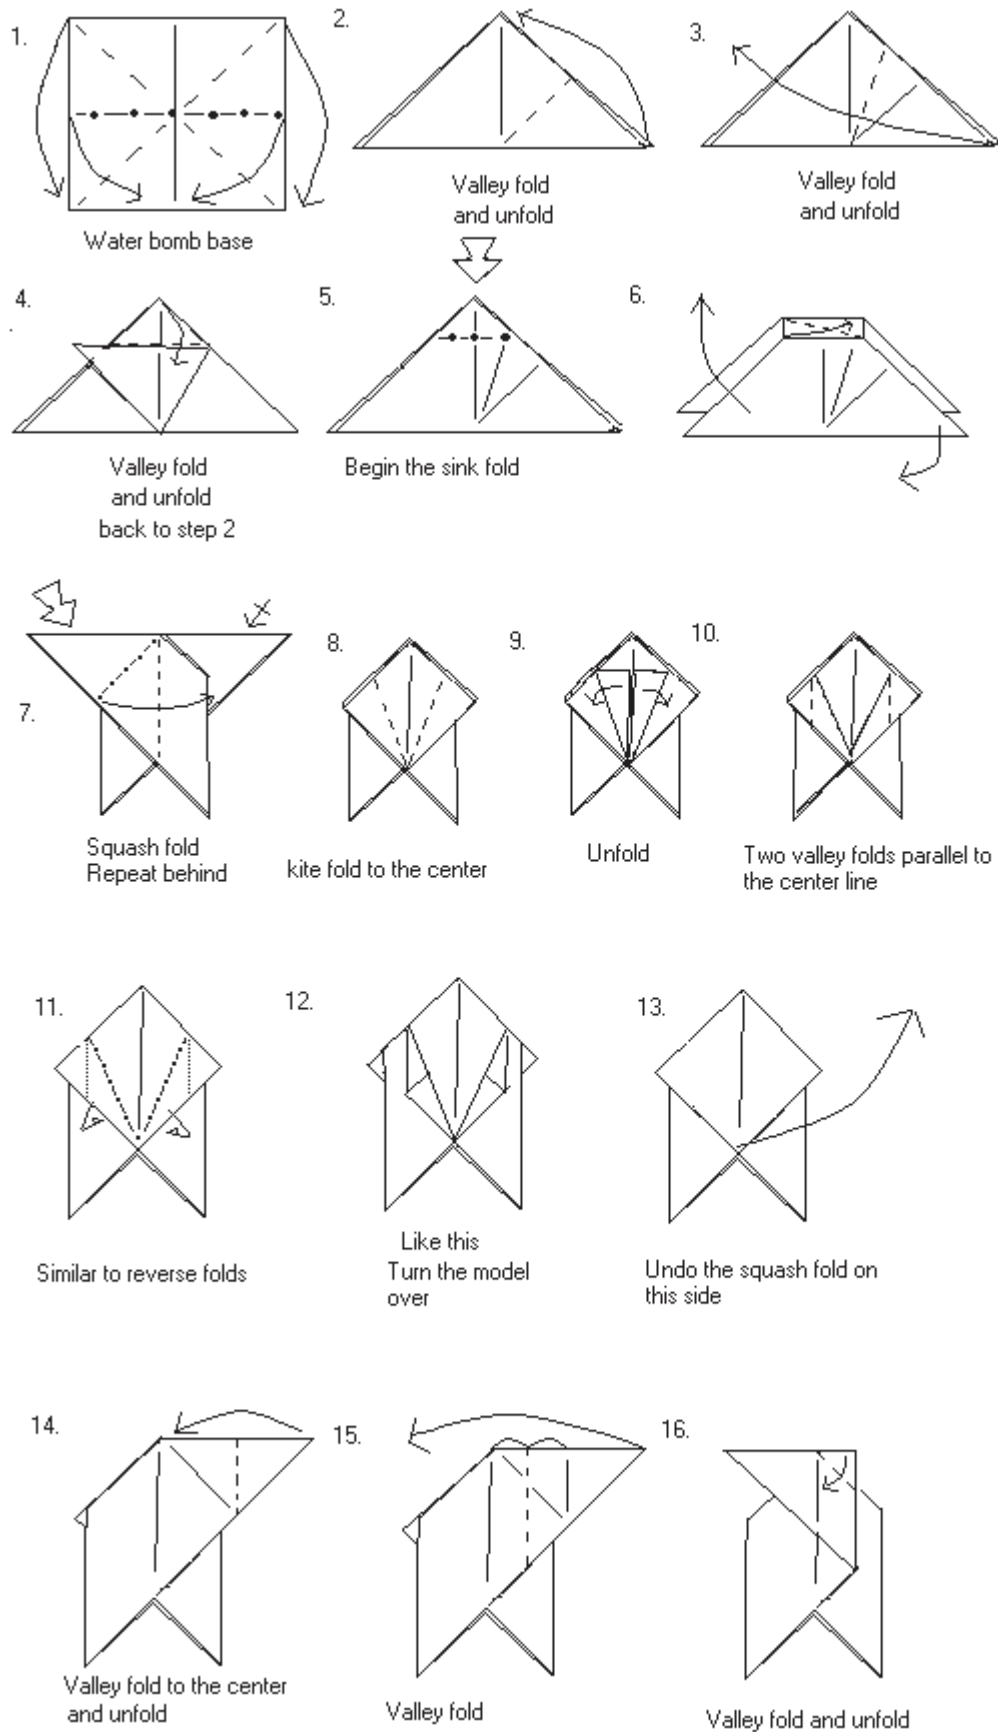 1.
Water bomb base
2.
Valley fold
and unfold
3.
Valley fold
and unfold
4.
Valley fold
and unfold
back to step 2
5.
Begin the sink fold
6.
7.
Squash fold
Repeat behind
8.
kite fold to the center
9.
Unfold
10.
Two valley folds parallel to
the center line
11.
Similar to reverse folds
12.
Like this
Turn the model
over
13.
Undo the squash fold on
this side
14.
Valley fold to the center
and unfold
15.
Valley fold
16.
Valley fold and unfold